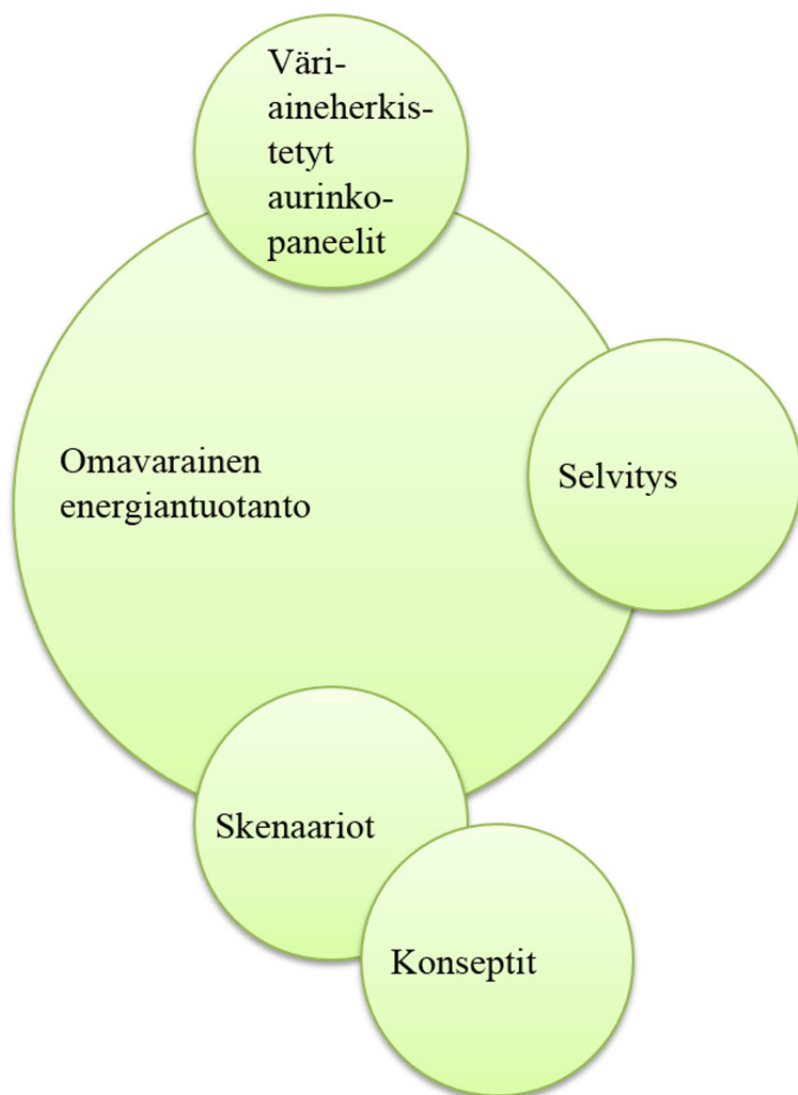 Väri-
aineherkis-
tetyt
aurinko-
paneelit
Omavarainen
energiantuotanto
Selvitys
Skenaariot
Konseptit